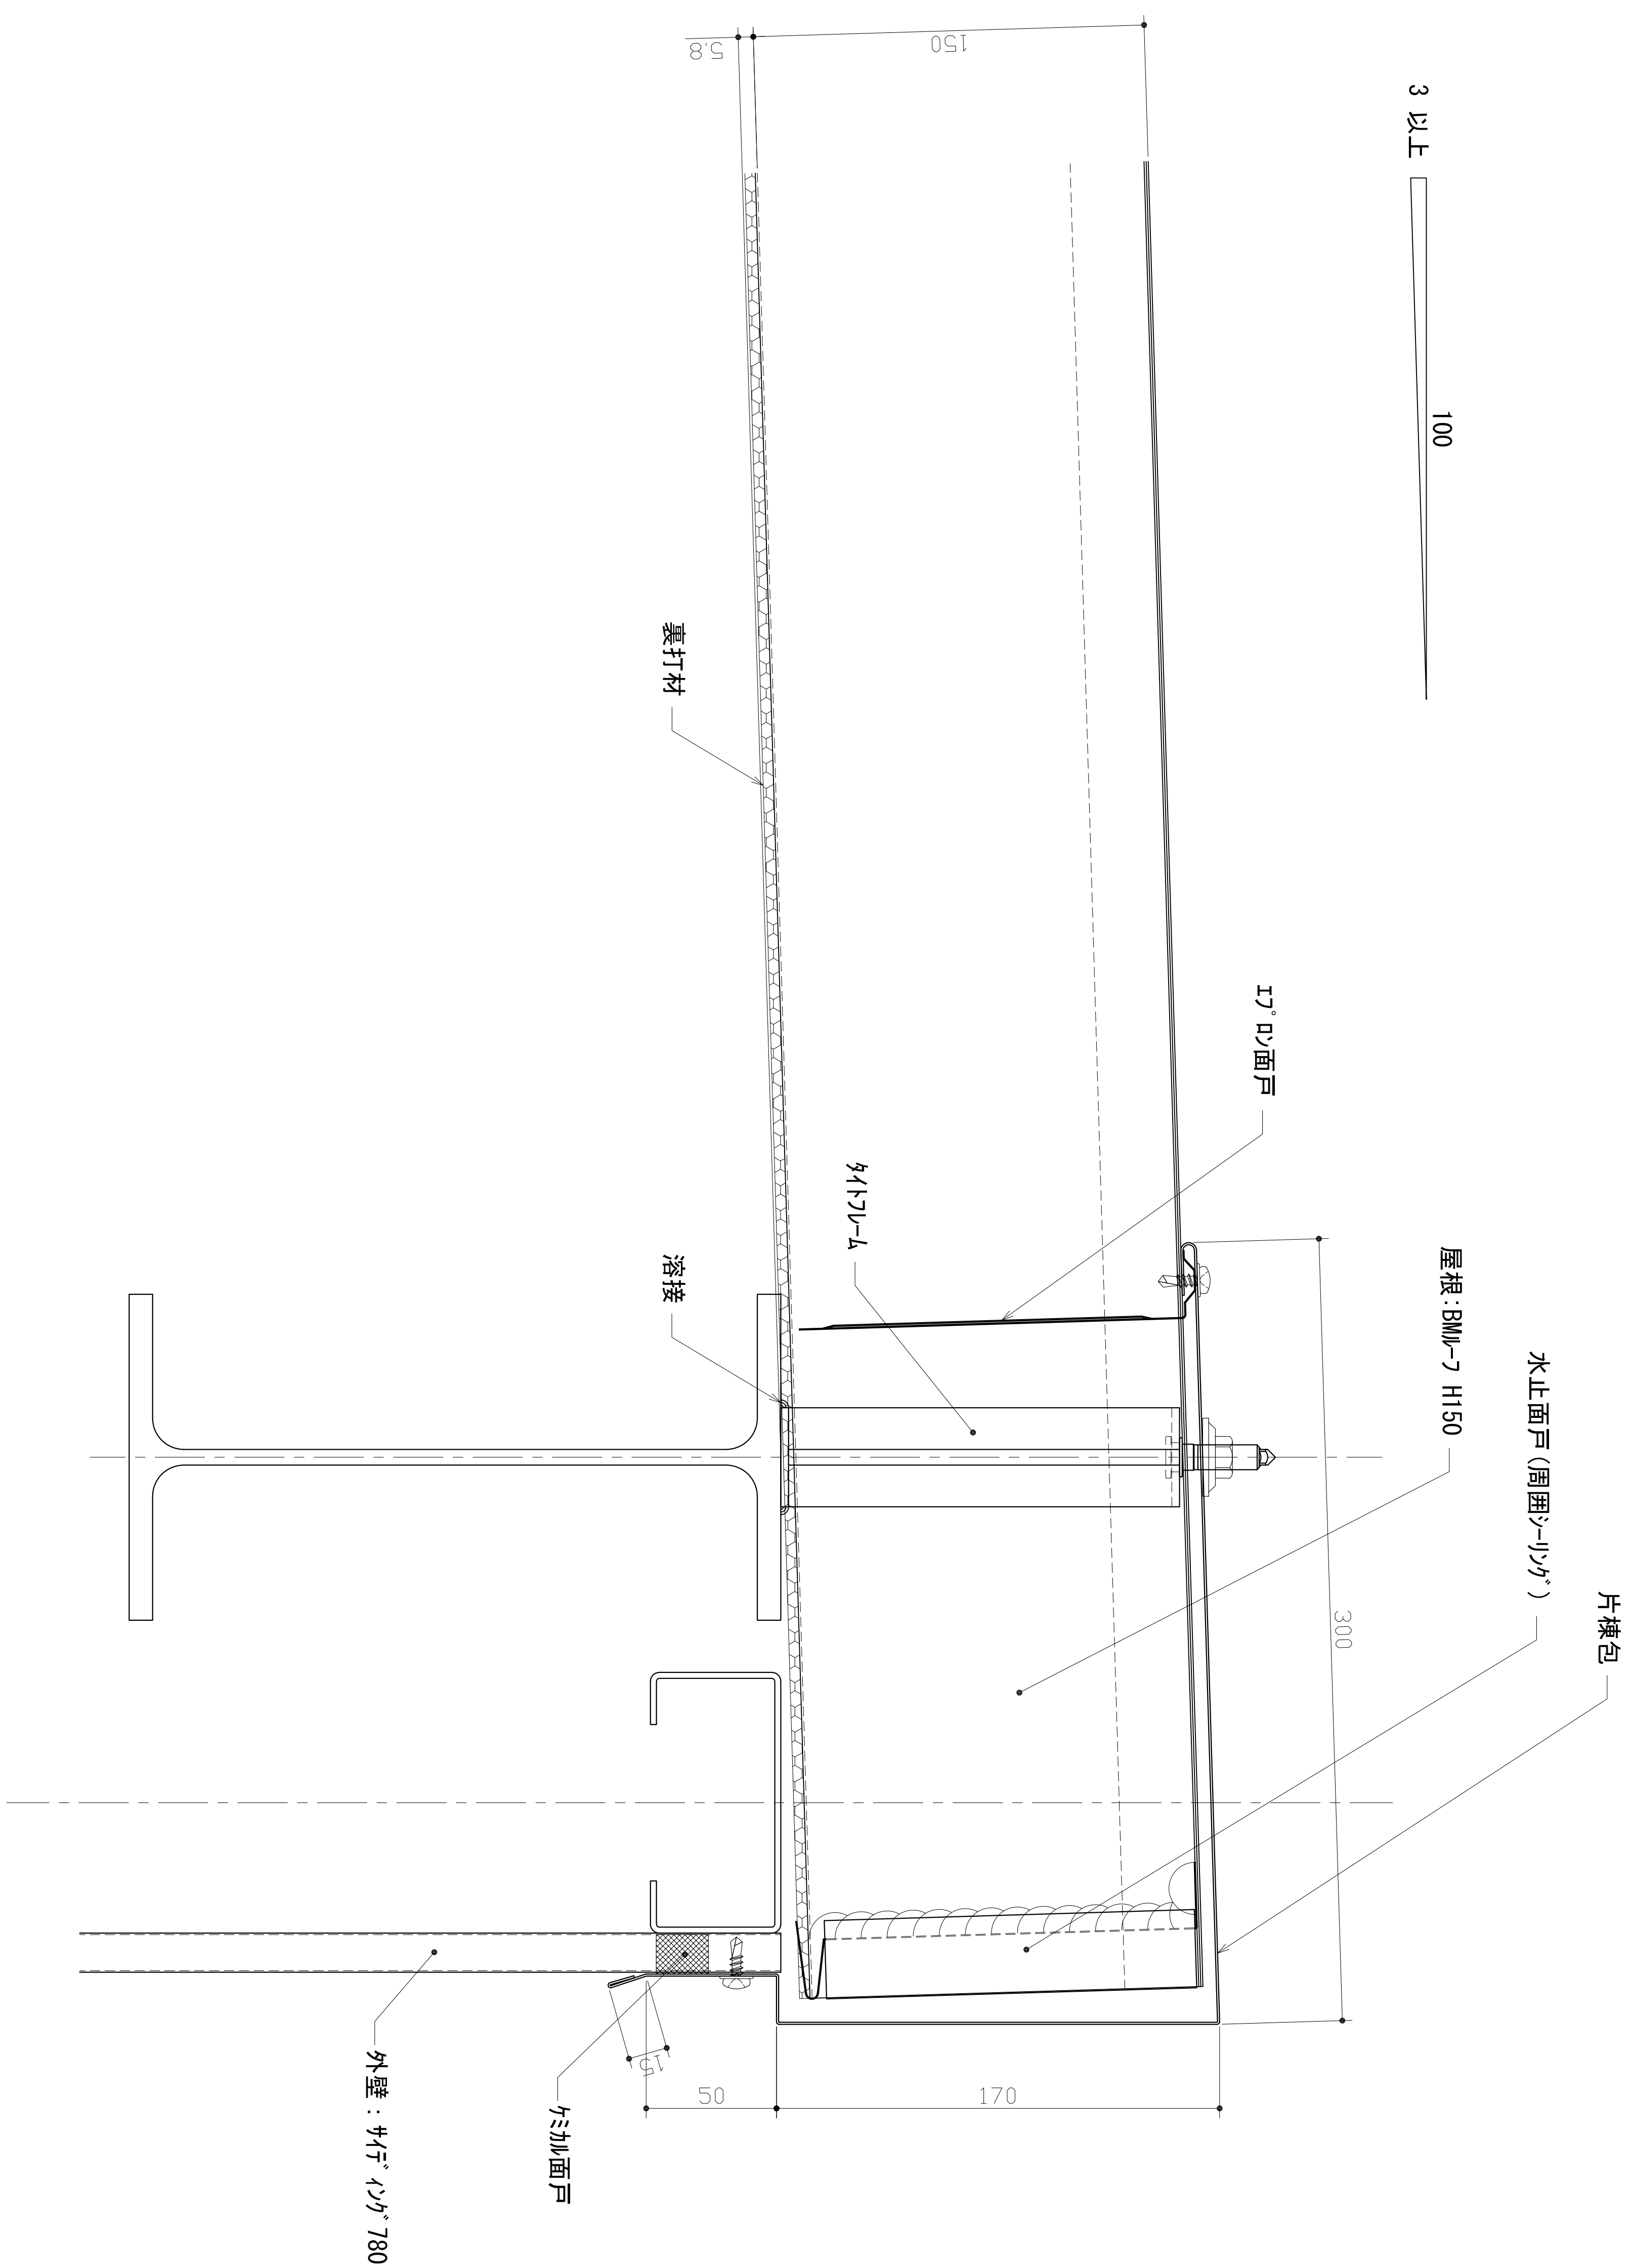 片棟包
水止面戸(周囲ｼｰﾘﾝｸﾞ)
屋根:BMﾙｰﾌ H150
3 以上
100
ｴﾌﾟﾛﾝ面戸
ﾀｲﾄﾌﾚｰﾑ
裏打材
溶接
ｹﾐｶﾙ面戸
外壁 : ｻｲﾃﾞｨﾝｸﾞ780
150
5.8
300
170
50
15